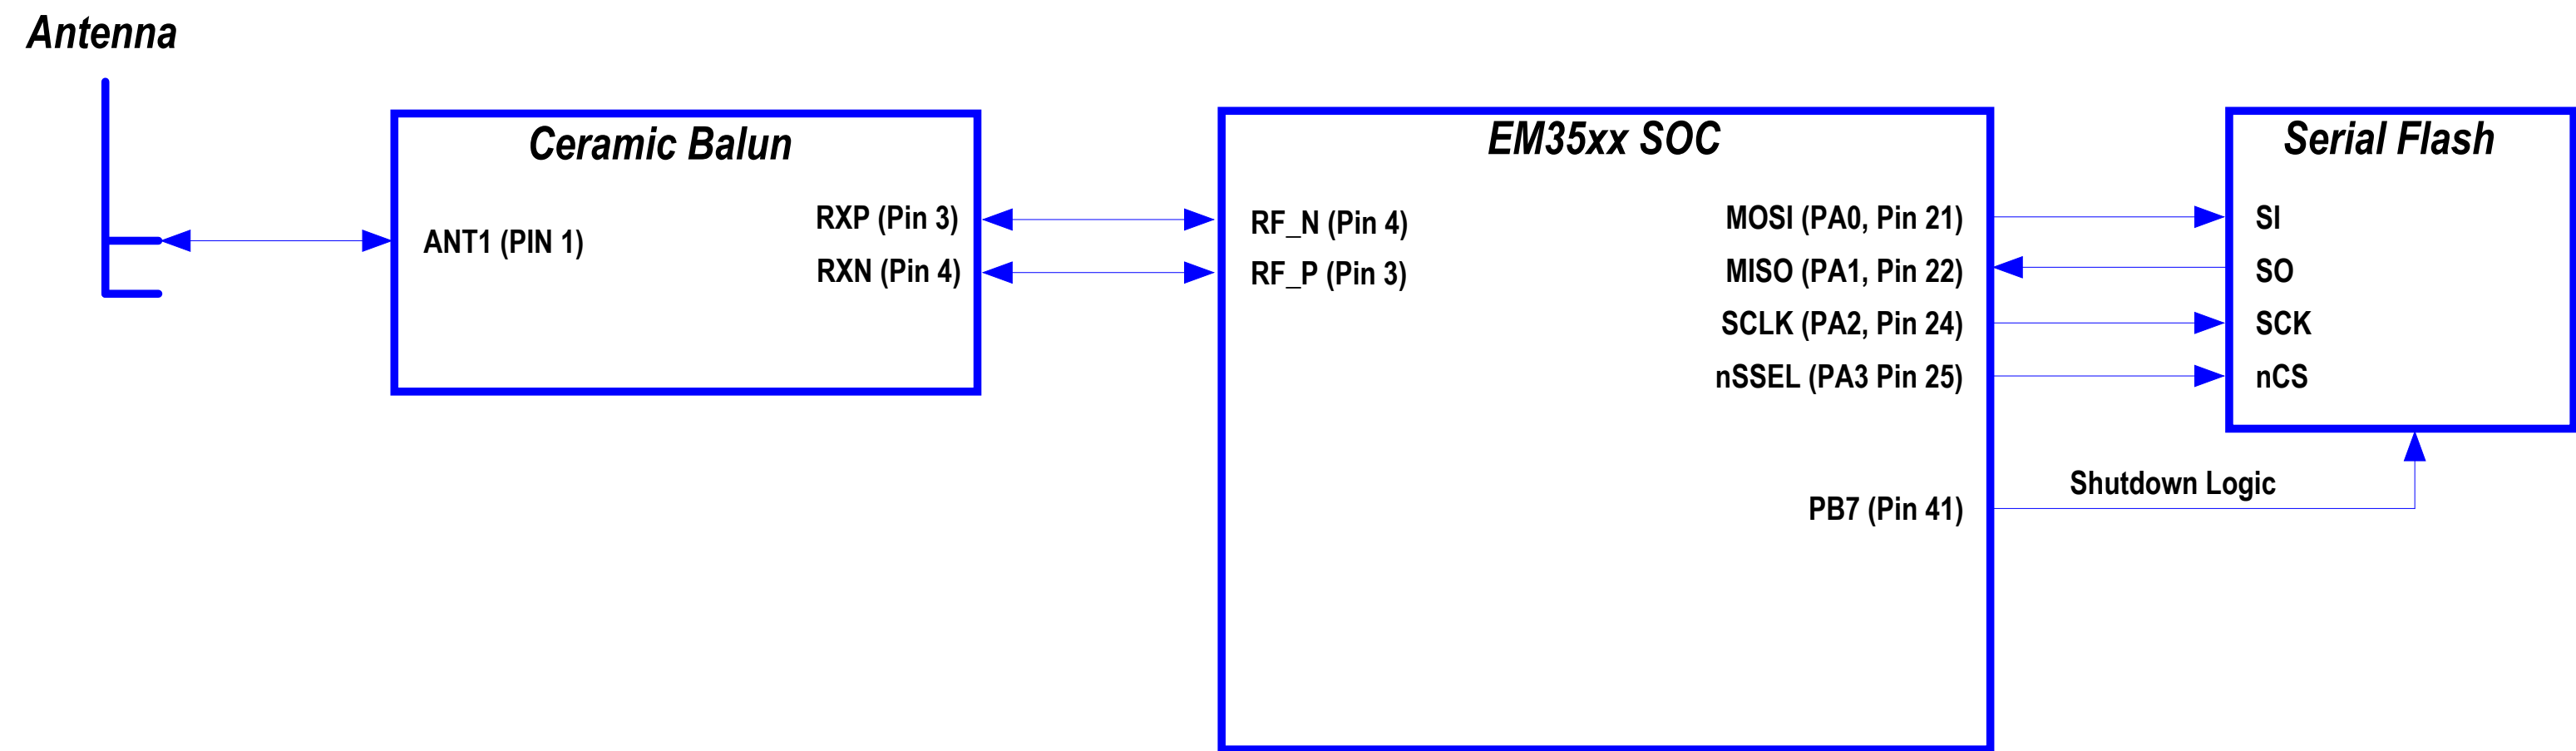 Antenna
Ceramic Balun
ANT1 (PIN 1)
RXP (Pin 3)
RXN (Pin 4)
EM35xx SOC
RF_N (Pin 4)
RF_P (Pin 3)
MOSI (PA0, Pin 21)
MISO (PA1, Pin 22)
SCLK (PA2, Pin 24)
nSSEL (PA3 Pin 25)
PB7 (Pin 41)
Shutdown Logic
Serial Flash
SI
SO
SCK
nCS